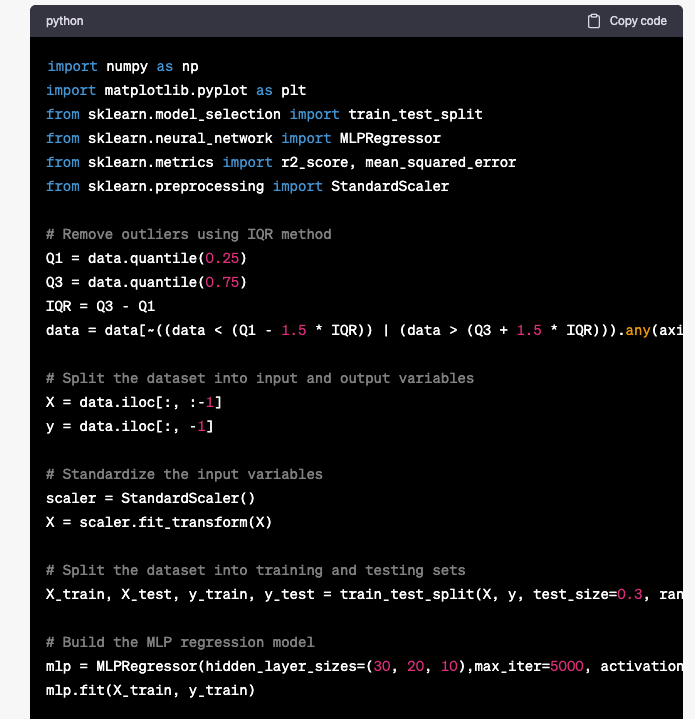 python
Copy code
import numpy as np
import matplotlib.pyplot as plt
from sklearn.model_selection import train_test_split
from sklearn.neural_network import MLPRegressor
from sklearn.metrics import r2_score, mean_squared_error
from sklearn.preprocessing import StandardScaler
# Remove outliers using IQR method
Q1 = data.quantile(0.25)
Q3 = data.quantile(0.75)
IQR = Q3 - Q1
data = data[~((data < (Q1 - 1.5 * IQR)) | (data > (Q3 + 1.5 * IQR))).any(axi
# Split the dataset into input and output variables
X = data.iloc[:, :-1]
y = data.iloc[:, -1]
# Standardize the input variables
scaler = StandardScaler()
X = scaler.fit_transform(X)
# Split the dataset into training and testing sets
X_train, X_test, y_train, y_test = train_test_split(X, y, test_size=0.3, ran
# Build the MLP regression model
mlp = MLPRegressor(hidden_layer_sizes=(30, 20, 10),max_iter=5000, activation
mlp.fit(X_train, y_train)